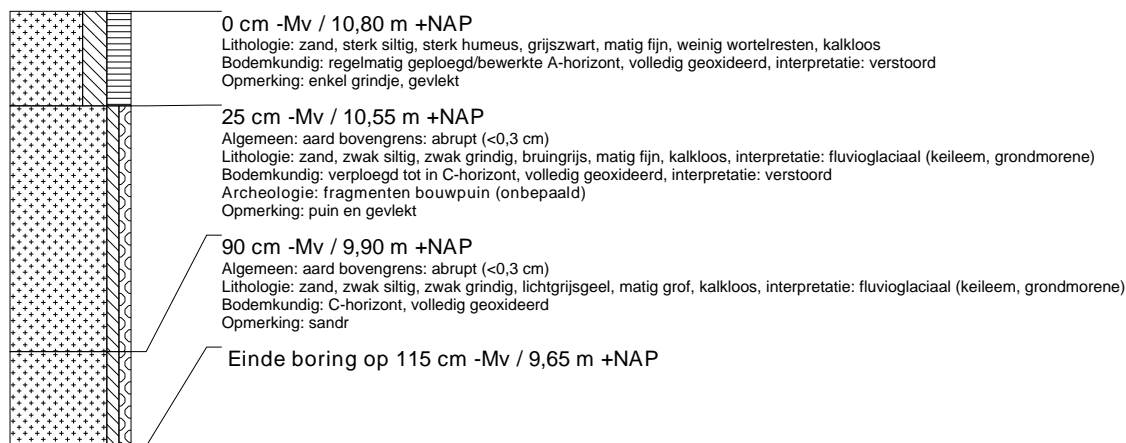 0 cm -Mv / 10,80 m +NAP
Lithologie: zand, sterk siltig, sterk humeus, grijszwart, matig fijn, weinig wortelresten, kalkloos
Bodemkundig: regelmatig geploegd/bewerkte A-horizont, volledig geoxideerd, interpretatie: verstoord
Opmerking: enkel grindje, gevlekt
25 cm -Mv / 10,55 m +NAP
Algemeen: aard bovengrens: abrupt (<0,3 cm)
Lithologie: zand, zwak siltig, zwak grindig, bruingrijs, matig fijn, kalkloos, interpretatie: fluvioglaciaal (keileem, grondmorene)
Bodemkundig: verploegd tot in C-horizont, volledig geoxideerd, interpretatie: verstoord
Archeologie: fragmenten bouwpuin (onbepaald)
Opmerking: puin en gevlekt
90 cm -Mv / 9,90 m +NAP
Algemeen: aard bovengrens: abrupt (<0,3 cm)
Lithologie: zand, zwak siltig, zwak grindig, lichtgrijsgeel, matig grof, kalkloos, interpretatie: fluvioglaciaal (keileem, grondmorene)
Bodemkundig: C-horizont, volledig geoxideerd
Opmerking: sandr
Einde boring op 115 cm -Mv / 9,65 m +NAP